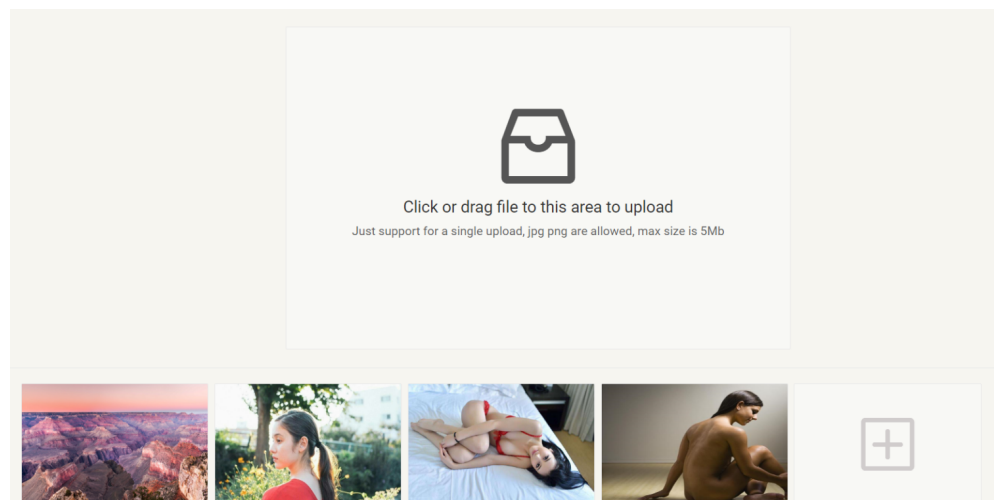 Click or drag file to this area to upload
Just support for a single upload, jpg png are allowed, max size is 5Mb